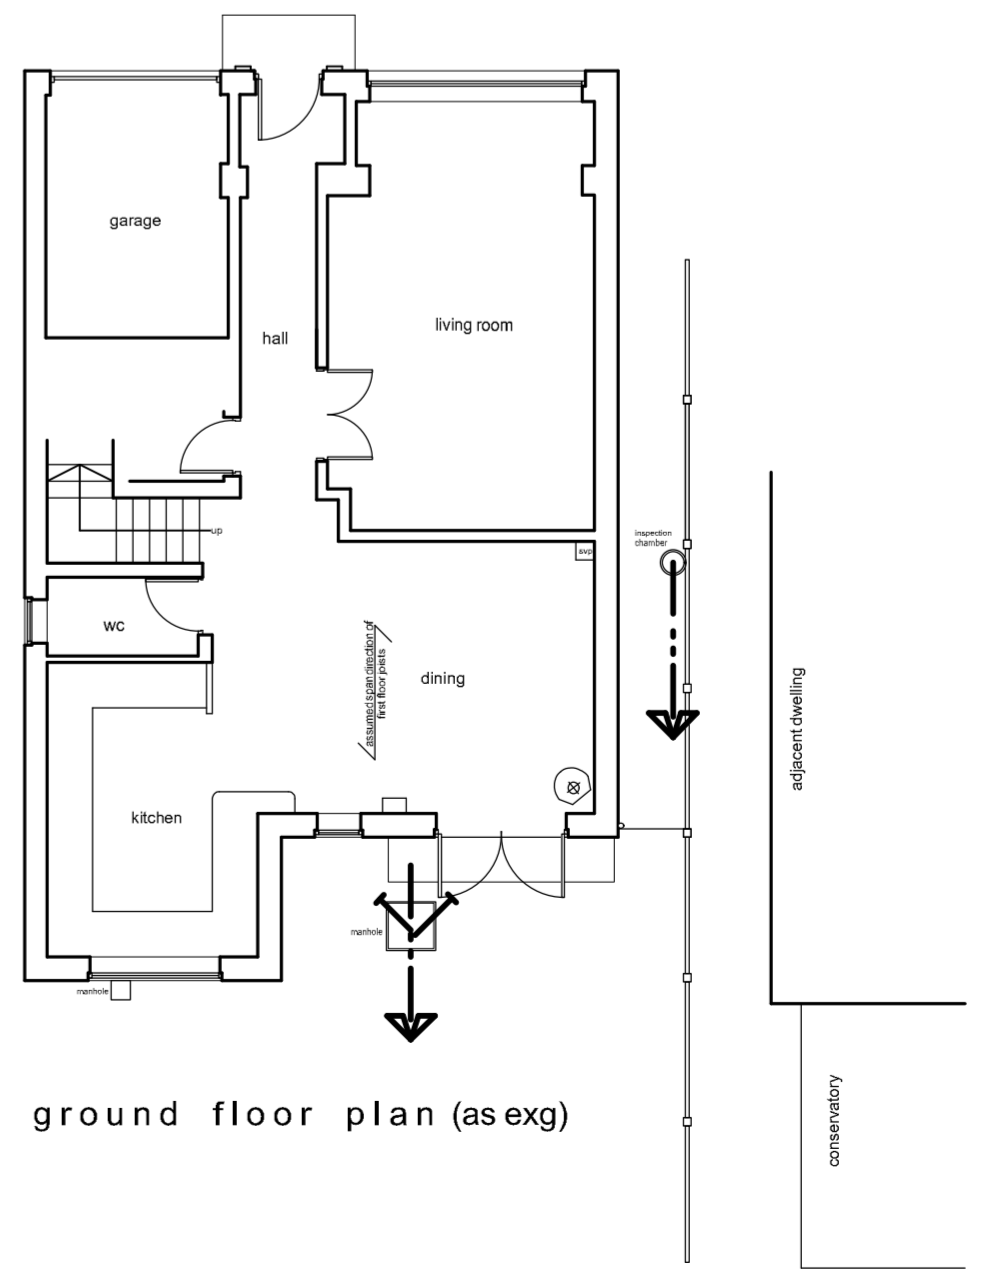 garage
hall
living room
up
svp
inspection
chamber
wc
assumed span direction of
first floor joists
dining
adjacent dwelling
kitchen
manhole
manhole
ground floor plan (as exg)
conservatory